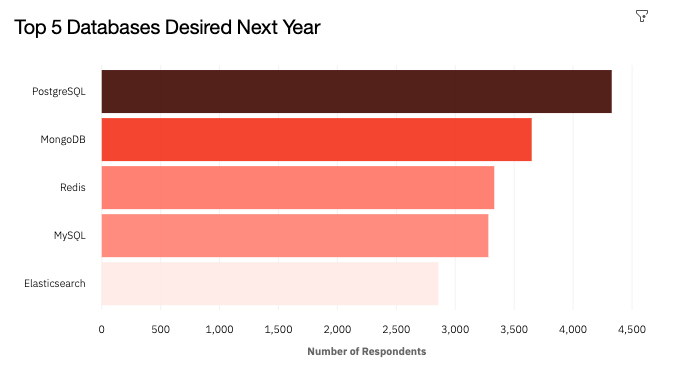 Top 5 Databases Desired Next Year
PostgreSQL
MongoDB
Redis
MySQL
Elasticsearch
0 500 1,000 1,500 2,000 2,500 3,000 3,500 4,000 4,500
Number of Respondents